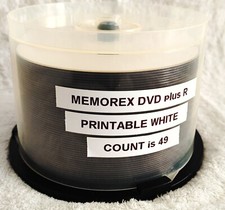 MEMOREX DVD plus R
PRINTABLE WHITE
COUNT is 49